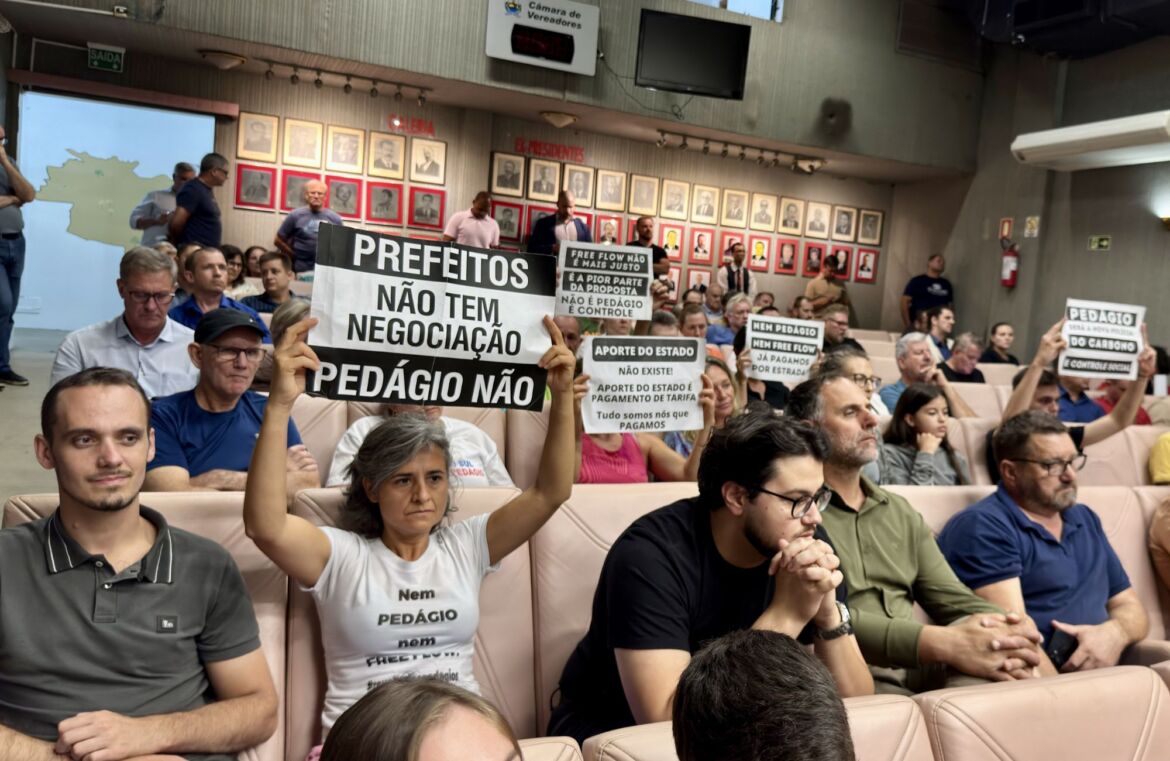 Câmara de
Vereadores
SAÍDA
GALERIA
EX-PRESIDENTES
PREFEITOS
NÃO TEM
NEGOCIAÇÃO
PEDÁGIO NÃO
FREE FLOW NÃO
É MAIS JUSTO
É A PIOR PARTE
DA PROPOSTA
NÃO É PEDÁGIO
É CONTROLE
APORTE DO ESTADO
NÃO EXISTE!
APORTE DO ESTADO É
PAGAMENTO DE TARIFA
Tudo somos nós que
PAGAMOS
NEM PEDÁGIO
NEM FREE FLOW
JÁ PAGAMOS
POR ESTRADA
PEDÁGIO
SERÁ A NOVA POLÍCIA
DO CARBONO
E CONTROLE SOCIAL
SUL
PEDÁGIO
Nem
PEDÁGIO
nem
FREE FLOW